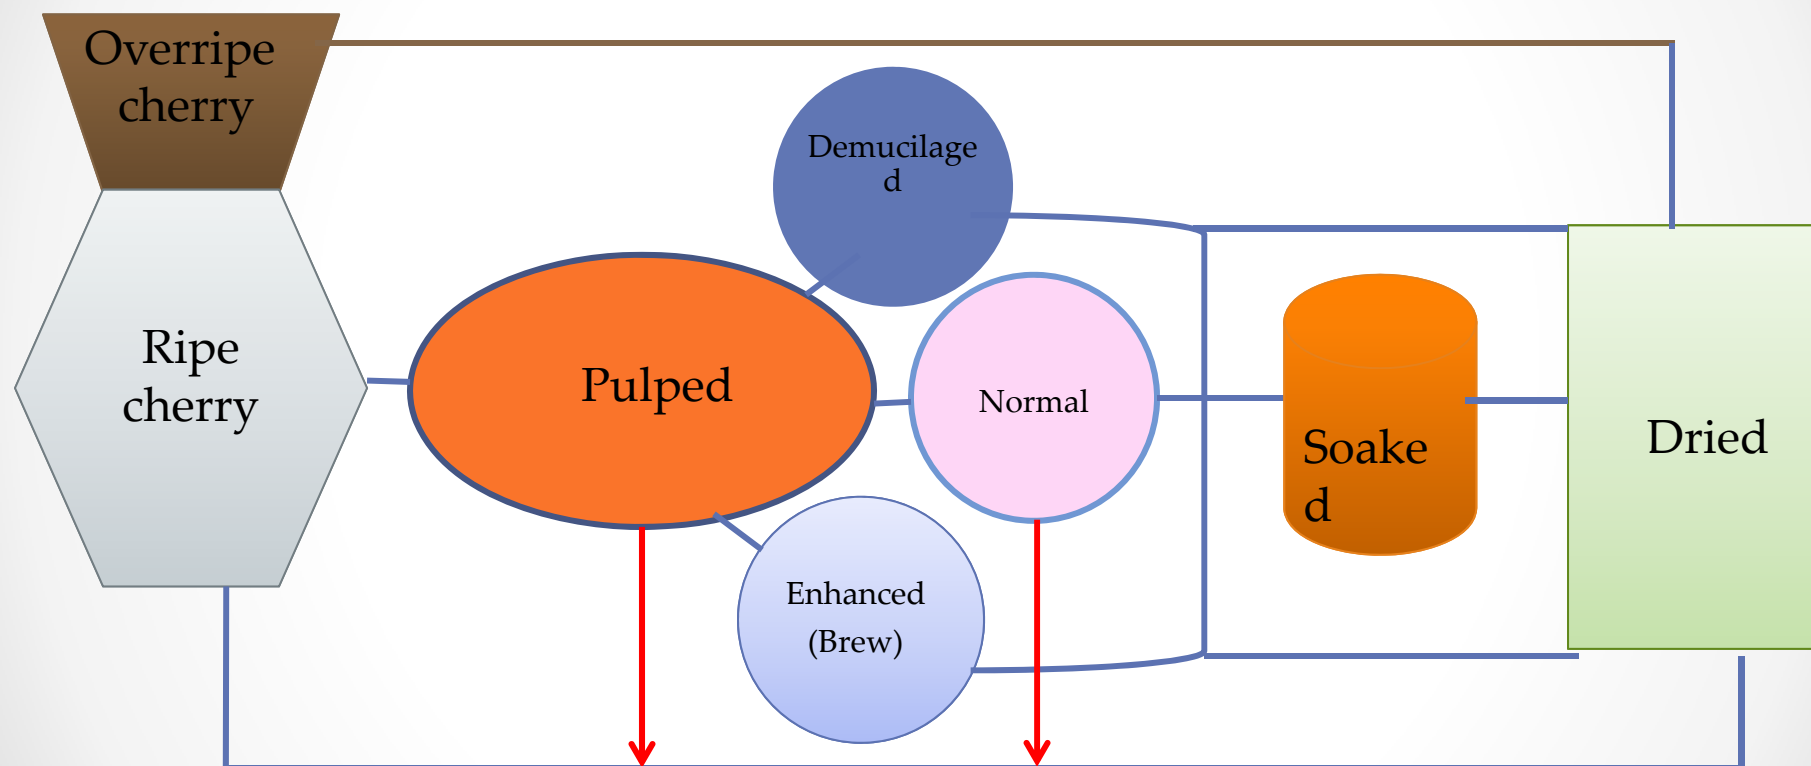 Overripe
cherry
Demucilage
d
Ripe
cherry
Pulped
Normal
Soake
d
Dried
Enhanced
(Brew)